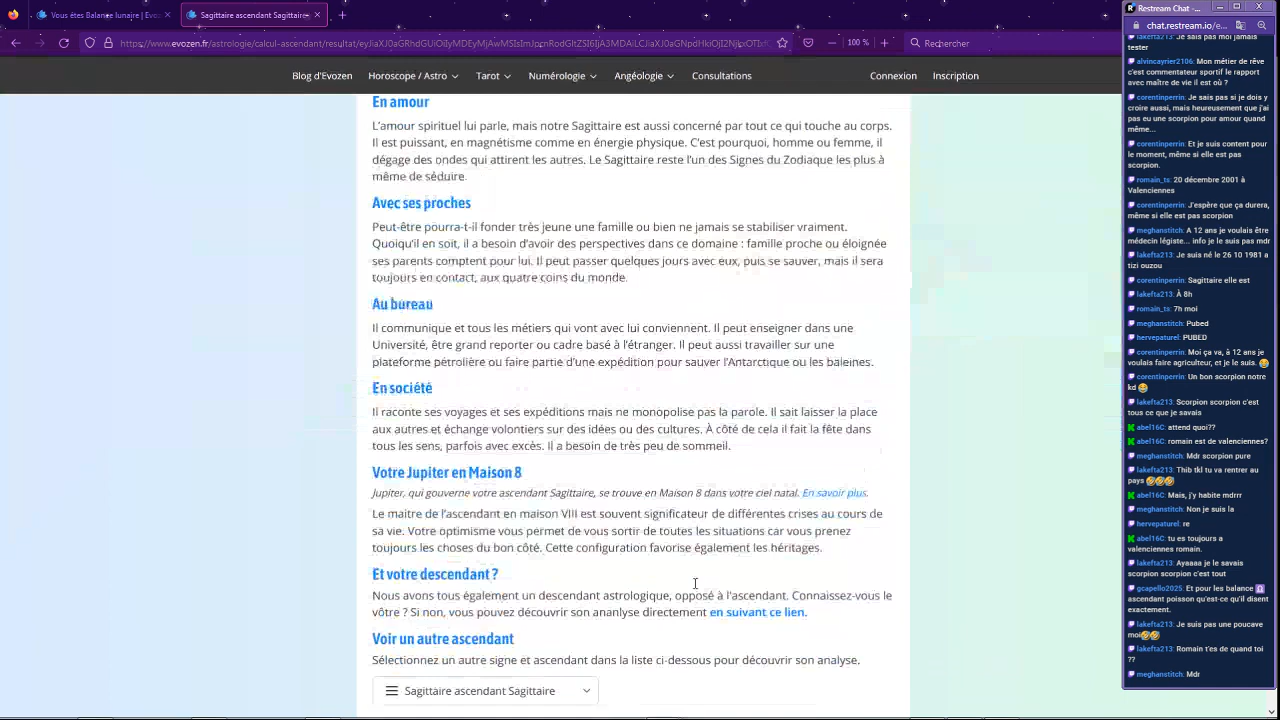 Vous êtes Balance lunaire | Evoz
Sagittaire ascendant Sagittaire
https://www.evozen.fr/astrologie/calcul-ascendant/resultat/
100 %
Rechercher
Blog d'Evozen
Horoscope / Astro
Tarot
Numérologie
Angéologie
Consultations
Connexion
Inscription
En amour
L'amour spirituel lui parle, mais notre Sagittaire est aussi concerné par tout ce qui touche au corps.
Il est puissant, en magnétisme comme en énergie physique. C'est pourquoi, homme ou femme, il
dégage des ondes qui attirent les autres. Le Sagittaire reste l'un des Signes du Zodiaque les plus à
même de séduire.
Avec ses proches
Peut-être pourra-t-il fonder très jeune une famille ou bien ne jamais se stabiliser vraiment.
Quoiqu'il en soit, il a besoin d'avoir des perspectives dans ce domaine : famille proche ou éloignée
ses parents comptent pour lui. Il peut passer quelques jours avec eux, puis se sauver, mais il sera
toujours en contact, aux quatre coins du monde.
Au bureau
Il communique et tous les métiers qui vont avec lui conviennent. Il peut enseigner dans une
Université, être grand reporter ou cadre basé à l'étranger. Il peut aussi travailler sur une
plateforme pétrolière ou faire partie d'une expédition pour sauver l'Antarctique ou les baleines.
En société
Il raconte ses voyages et ses expéditions mais ne monopolise pas la parole. Il sait laisser la place
aux autres et échange volontiers sur des idées ou des cultures. À côté de cela il fait la fête dans
tous les sens, parfois avec excès. Il a besoin de très peu de sommeil.
Votre Jupiter en Maison 8
Jupiter, qui gouverne votre ascendant Sagittaire, se trouve en Maison 8 dans votre ciel natal. En savoir plus.
Le maître de l'ascendant en maison VIII est souvent significateur de différentes crises au cours de
sa vie. Votre optimisme vous permet de vous sortir de toutes les situations car vous prenez
toujours les choses du bon côté. Cette configuration favorise également les héritages.
Et votre descendant ?
Nous avons tous également un descendant astrologique, opposé à l'ascendant. Connaissez-vous le
vôtre ? Si non, vous pouvez découvrir son analyse directement en suivant ce lien.
Voir un autre ascendant
Sélectionnez un autre signe et ascendant dans la liste ci-dessous pour découvrir son analyse.
Sagittaire ascendant Sagittaire
Restream Chat -...
chat.restream.io/e...
lakefta213: Je sais pas moi jamais
tester
alvincayrier2106: Mon métier de rêve
c'est commentateur sportif le rapport
avec maître de vie il est où ?
corentinperrin: Je sais pas si je dois y
croire aussi, mais heureusement que j'ai
pas eu une scorpion pour amour quand
même...
corentinperrin: Et je suis content pour
le moment, même si elle est pas
scorpion.
romain_ts: 20 décembre 2001 à
Valenciennes
corentinperrin: J'espère que ça durera,
même si elle est pas scorpion
meghanstitch: A 12 ans je voulais être
médecin légiste... info je le suis pas mdr
lakefta213: Je suis né le 26 10 1981 a
tizi ouzou
corentinperrin: Sagittaire elle est
lakefta213: À 8h
romain_ts: 7h moi
meghanstitch: Pubed
hervepaturel: PUBED
corentinperrin: Moi ça va, à 12 ans je
voulais faire agriculteur, et je le suis. 😂
corentinperrin: Un bon scorpion notre
kd 😂
lakefta213: Scorpion scorpion c'est
tous ce que je savais
abel16C: attend quoi??
abel16C: romain est de valenciennes?
meghanstitch: Mdr scorpion pure
lakefta213: Thib tkl tu va rentrer au
pays 🤣🤣🤣
abel16C: Mais, j'y habite mdrrr
meghanstitch: Non je suis la
hervepaturel: re
abel16C: tu es toujours a
valenciennes romain.
lakefta213: Ayaaaa je le savais
scorpion scorpion c'est tout
gcapello2025: Et pour les balance ♎
ascendant poisson qu'est-ce qu'il disent
exactement.
lakefta213: Je suis pas une poucave
moi🤣🤣
lakefta213: Romain t'es de quand toi
??
meghanstitch: Mdr